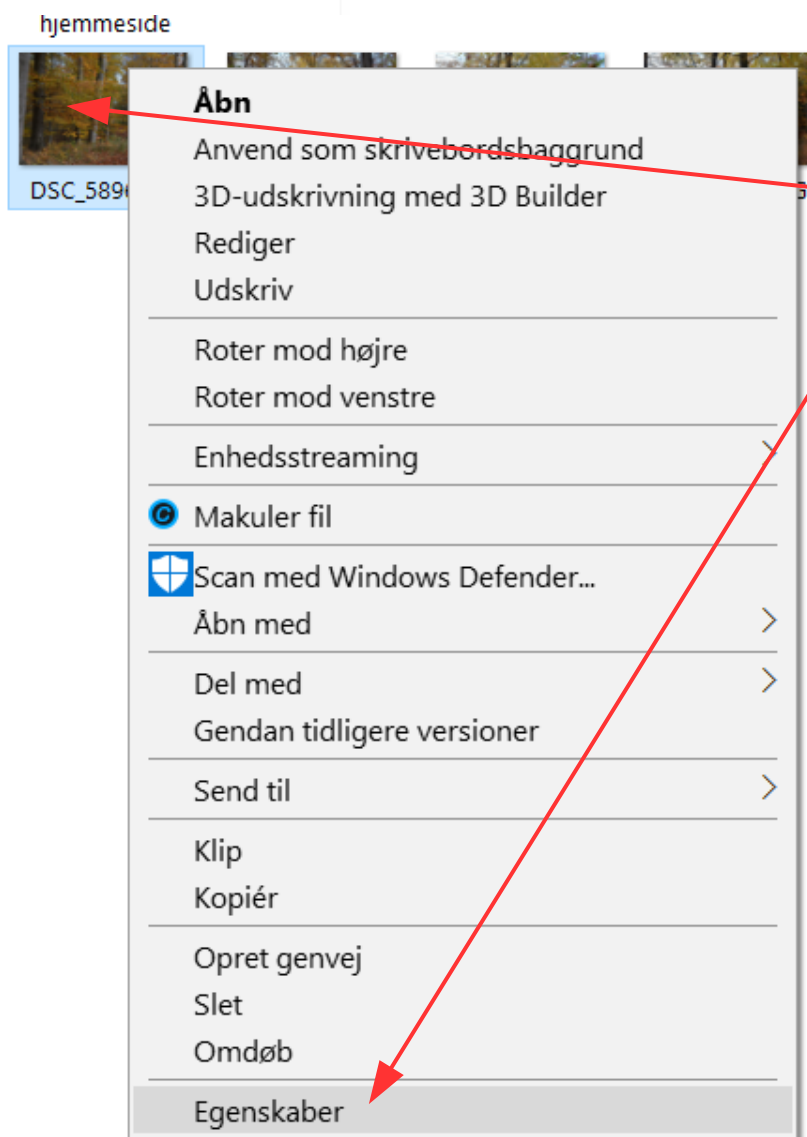 hjemmeside
DSC_589
Åbn
Anvend som skrivebordsbaggrund
3D-udskrivning med 3D Builder
Rediger
Udskriv
Roter mod højre
Roter mod venstre
Enhedsstreaming
Makuler fil
Scan med Windows Defender...
Åbn med
Del med
Gendan tidligere versioner
Send til
Klip
Kopiér
Opret genvej
Slet
Omdøb
Egenskaber